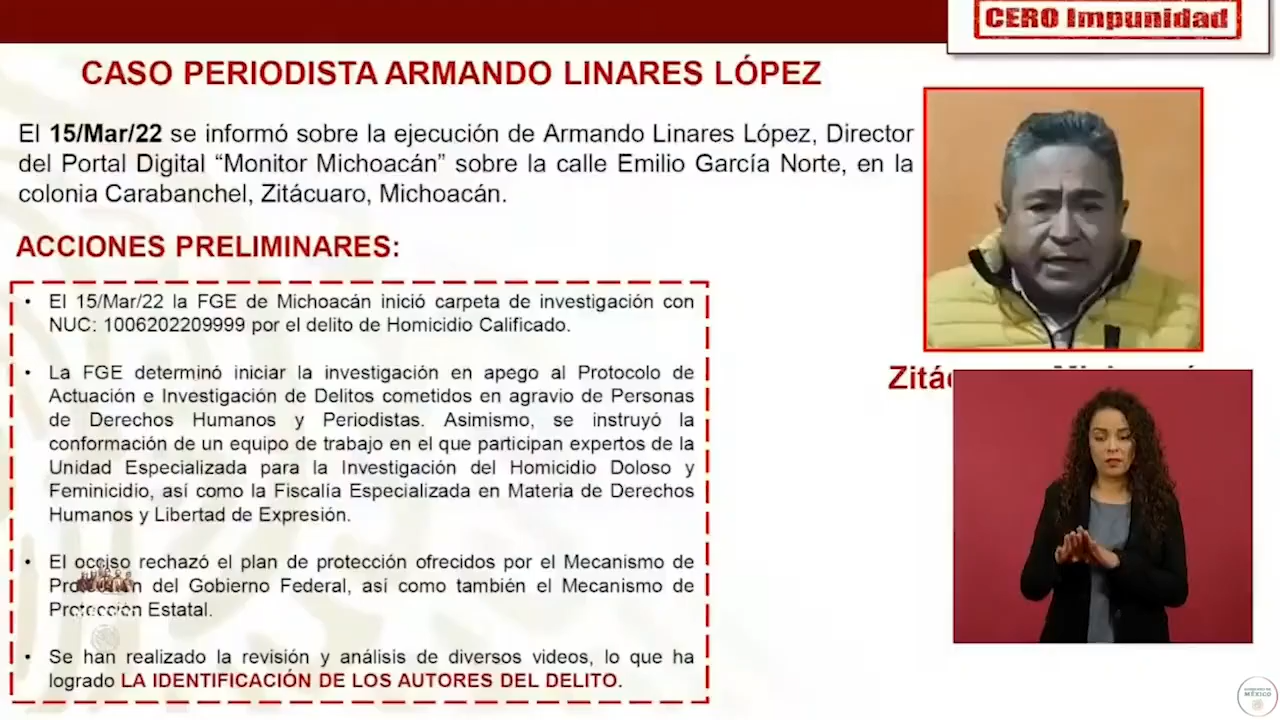 CERO Impunidad
CASO PERIODISTA ARMANDO LINARES LÓPEZ
El 15/Mar/22 se informó sobre la ejecución de Armando Linares López, Director
del Portal Digital “Monitor Michoacán” sobre la calle Emilio García Norte, en la
colonia Carabanchel, Zitácuaro, Michoacán.
ACCIONES PRELIMINARES:
• El 15/Mar/22 la FGE de Michoacán inició carpeta de investigación con
NUC: 1006202209999 por el delito de Homicidio Calificado.
• La FGE determinó iniciar la investigación en apego al Protocolo de
Actuación e Investigación de Delitos cometidos en agravio de Personas
de Derechos Humanos y Periodistas. Asimismo, se instruyó la
conformación de un equipo de trabajo en el que participan expertos de la
Unidad Especializada para la Investigación del Homicidio Doloso y
Feminicidio, así como la Fiscalía Especializada en Materia de Derechos
Humanos y Libertad de Expresión.
• El occiso rechazó el plan de protección ofrecidos por el Mecanismo de
Protección del Gobierno Federal, así como también el Mecanismo de
Protección Estatal.
• Se han realizado la revisión y análisis de diversos videos, lo que ha
logrado LA IDENTIFICACIÓN DE LOS AUTORES DEL DELITO.
GOBIERNO DE
MÉXICO